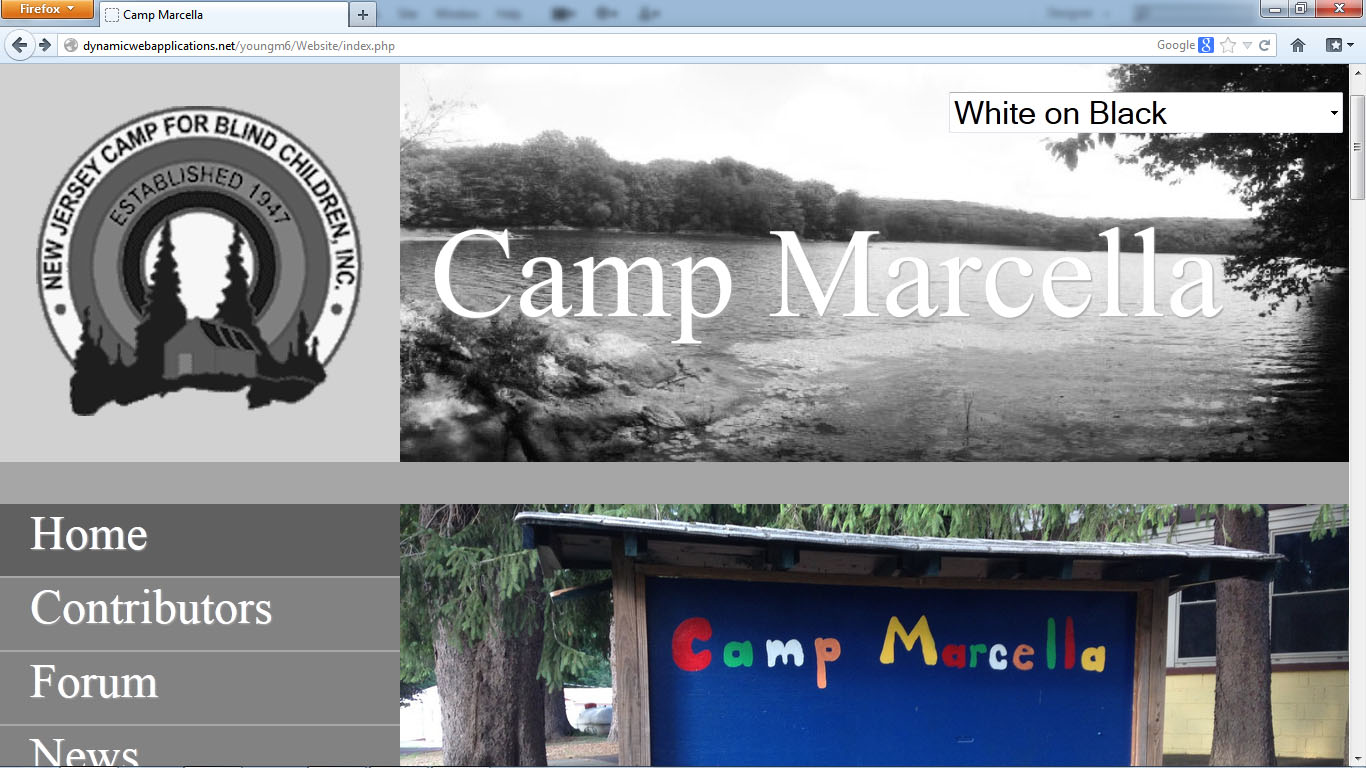 Firefox
Camp Marcella
dynamicwebapplications.net/youngm6/Website/index.php
Google
NEW JERSEY CAMP FOR BLIND CHILDREN, INC.
ESTABLISHED 1947
White on Black
Camp Marcella
Home
Contributors
Forum
News
Camp Marcella